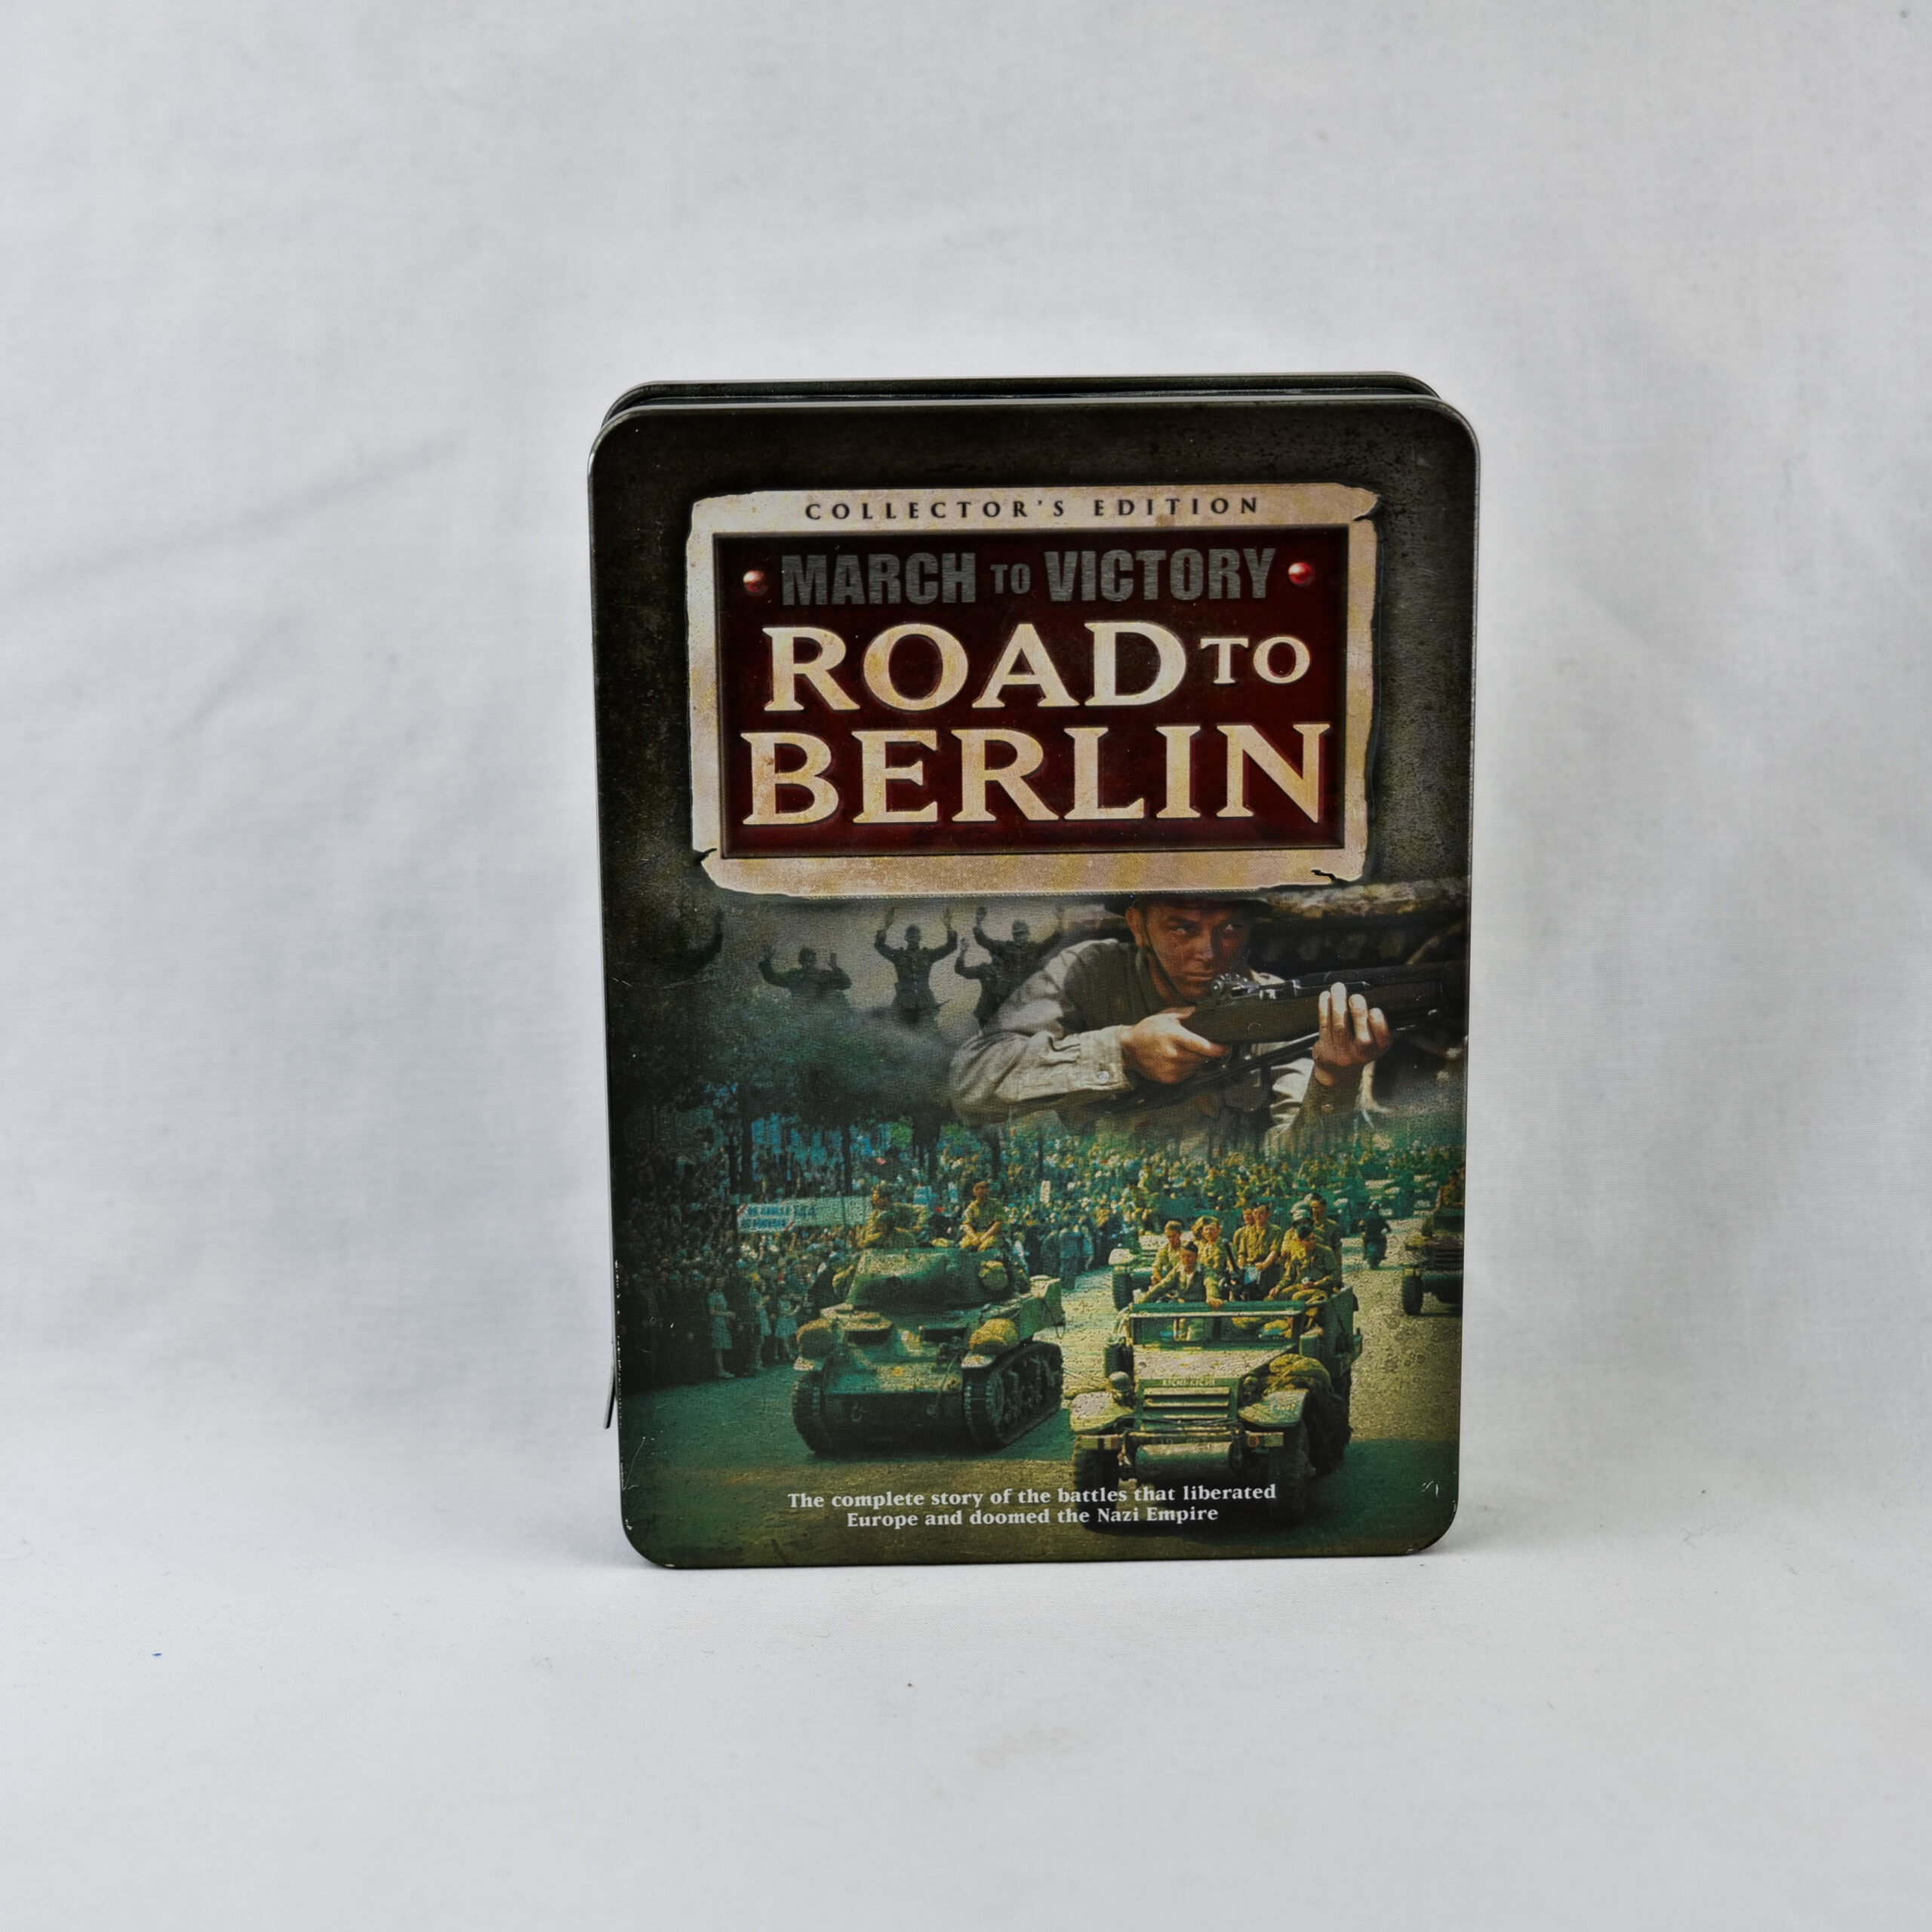 COLLECTOR'S EDITION
MARCH TO VICTORY
ROAD TO
BERLIN
The complete story of the battles that liberated
Europe and doomed the Nazi Empire